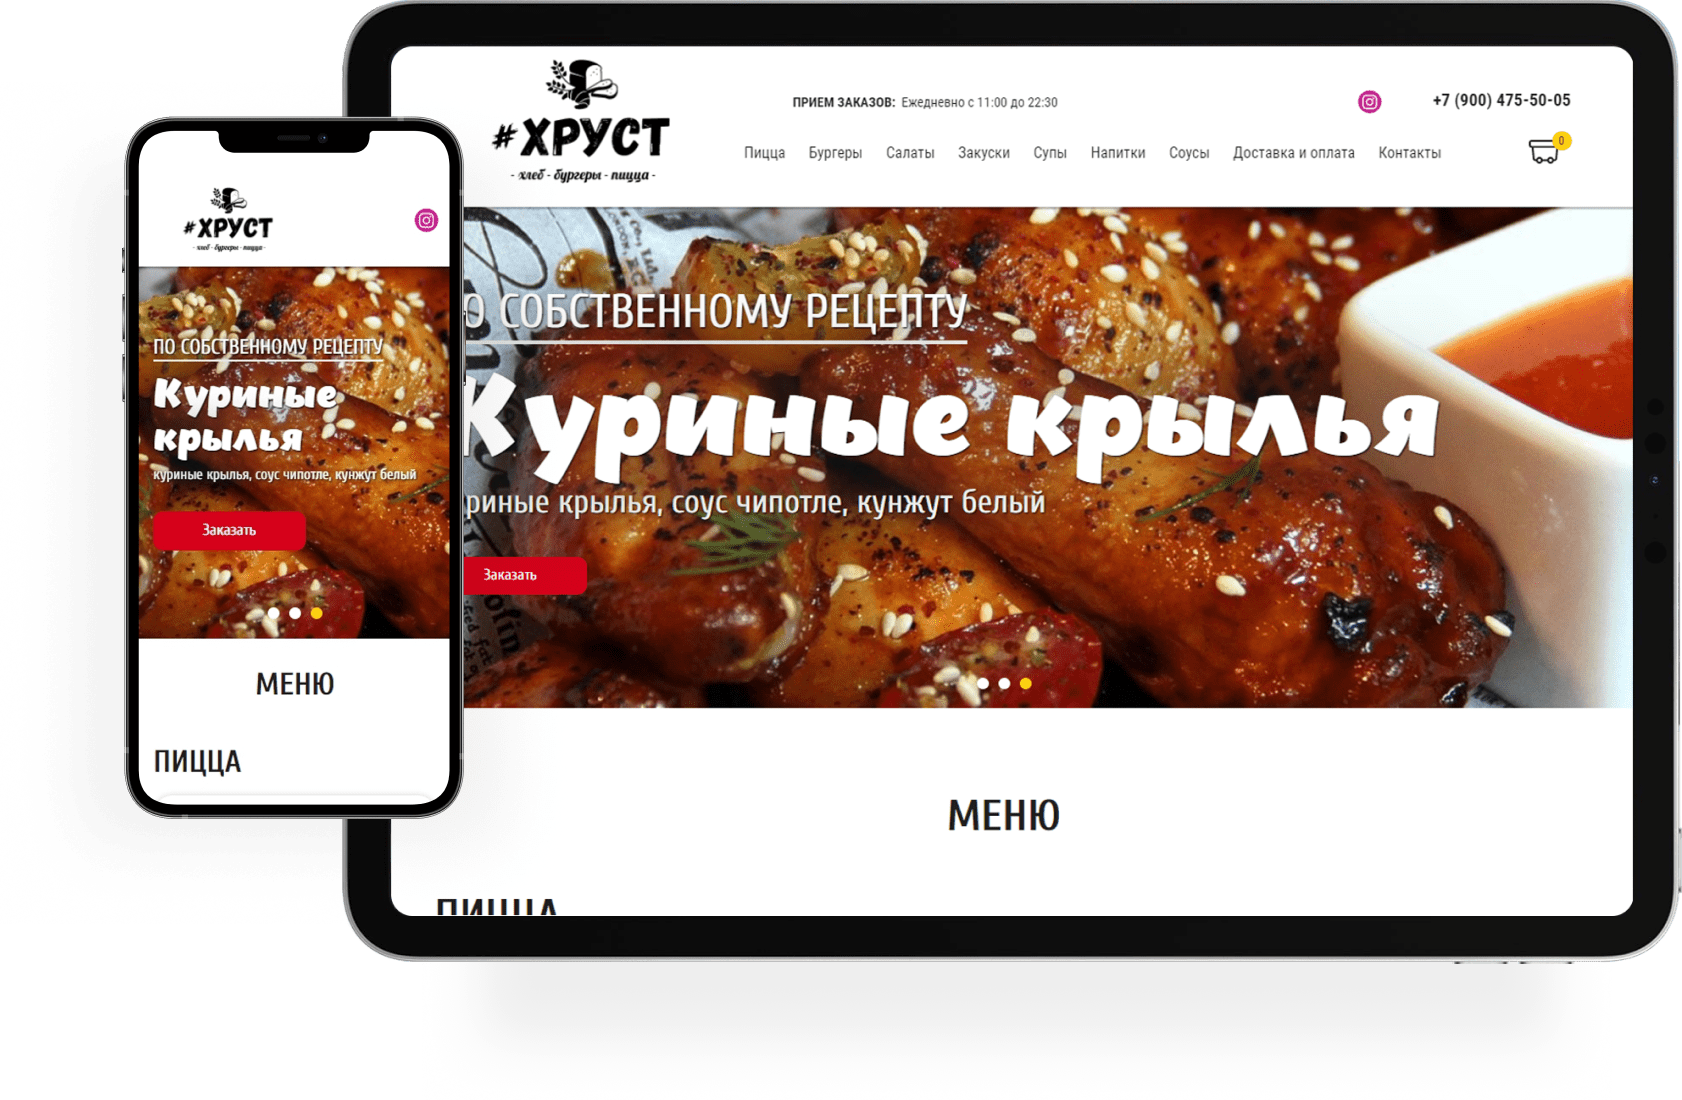 #ХРУСТ
- хлеб - бургеры - пицца -
ПРИЕМ ЗАКАЗОВ: Ежедневно с 11:00 до 22:30
+7 (900) 475-50-05
0
Пицца Бургеры Салаты Закуски Супы Напитки Соусы Доставка и оплата Контакты
О СОБСТВЕННОМУ РЕЦЕПТУ
Куриные крылья
риные крылья, соус чипотле, кунжут белый
Заказать
МЕНЮ
ПИЦЦА
#ХРУСТ
- хлеб - бургеры - пицца -
ПО СОБСТВЕННОМУ РЕЦЕПТУ
Куриные
крылья
куриные крылья, соус чипотле, кунжут белый
Заказать
МЕНЮ
ПИЦЦА